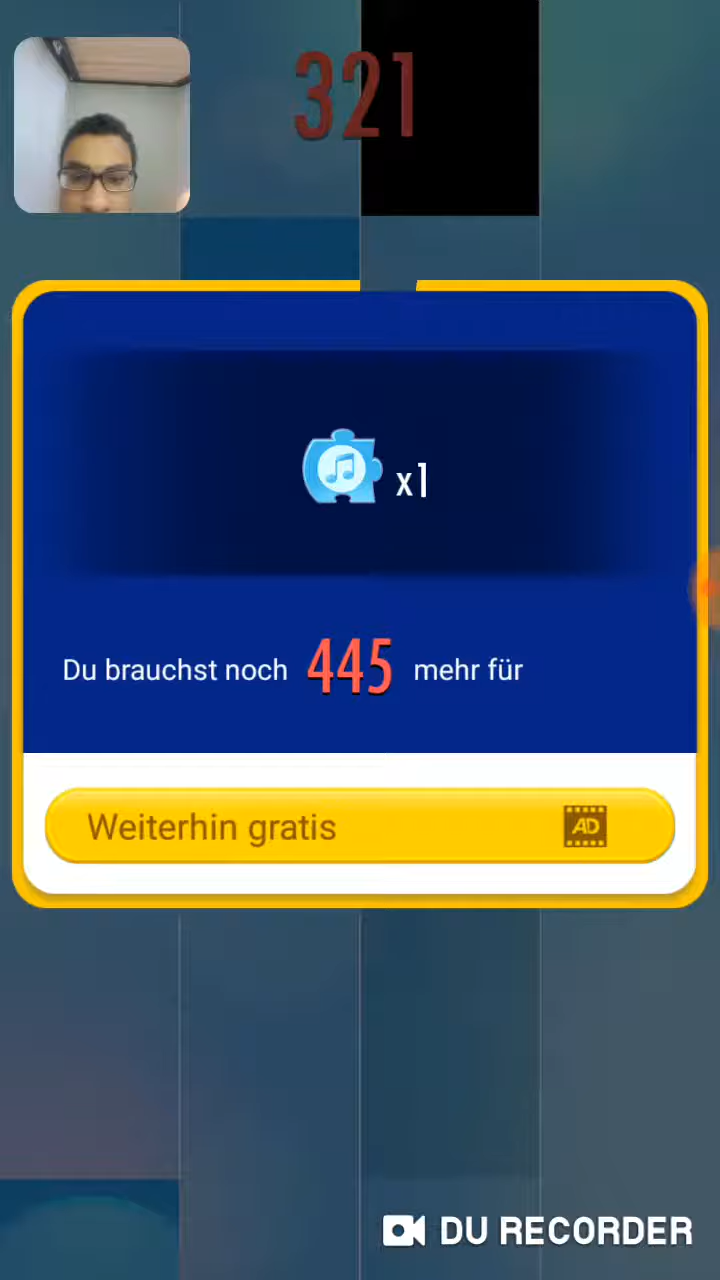 321
x1
Du brauchst noch 445 mehr für
Weiterhin gratis AD
DU RECORDER